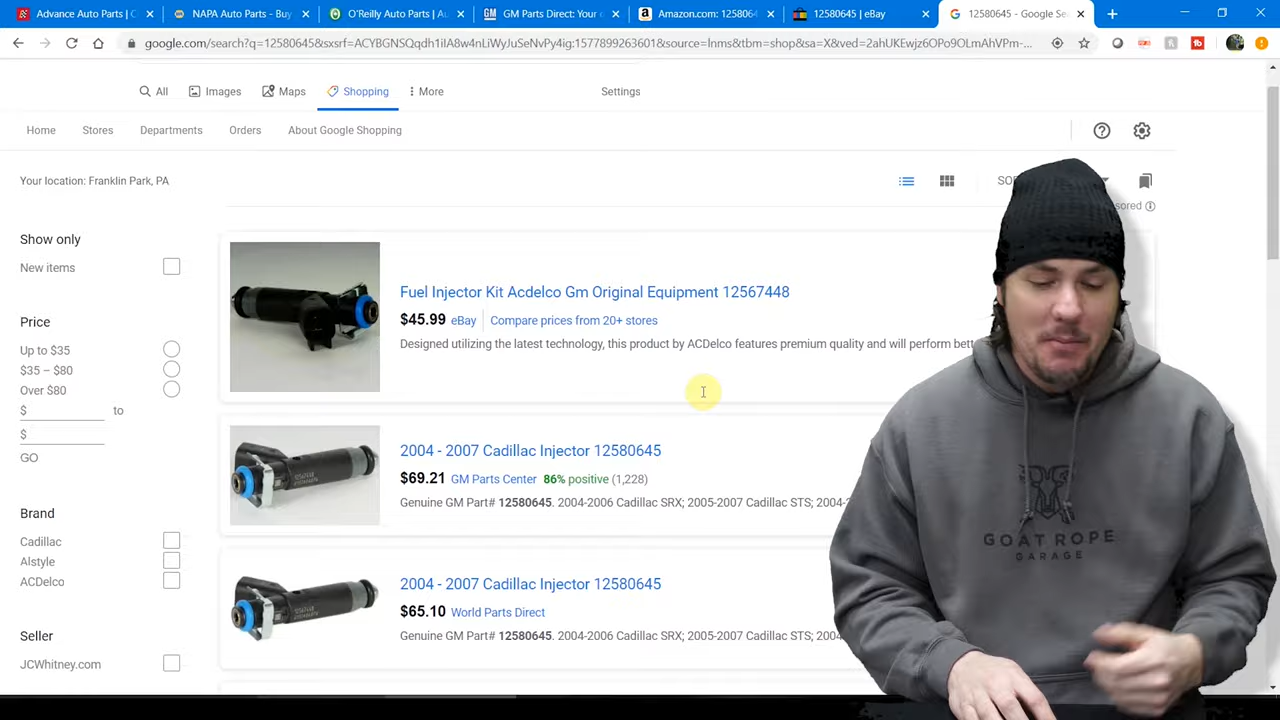 Advance Auto Parts | C
NAPA Auto Parts - Buy
O'Reilly Auto Parts | Au
GM Parts Direct: Your
Amazon.com: 1258064
12580645 | eBay
12580645 - Google Se
google.com/search?q=12580645&sxsrf=ACYBGNSQqdh1iIA8w4nLiWyJuSeNvPy4ig:1577899263601&source=lnms&tbm=shop&sa=X&ved=2ahUKEwjz6OPo9OLmAhVPm-...
All
Images
Maps
Shopping
More
Settings
Home
Stores
Departments
Orders
About Google Shopping
Your location: Franklin Park, PA
Show only
New items
Price
Up to $35
$35 – $80
Over $80
$ to
$
GO
Brand
Cadillac
Alstyle
ACDelco
Seller
JCWhitney.com
Fuel Injector Kit Acdelco Gm Original Equipment 12567448
$45.99 eBay Compare prices from 20+ stores
Designed utilizing the latest technology, this product by ACDelco features premium quality and will perform
2004 - 2007 Cadillac Injector 12580645
$69.21 GM Parts Center 86% positive (1,228)
Genuine GM Part# 12580645. 2004-2006 Cadillac SRX; 2005-2007 Cadillac STS; 2004-
2004 - 2007 Cadillac Injector 12580645
$65.10 World Parts Direct
Genuine GM Part# 12580645. 2004-2006 Cadillac SRX; 2005-2007 Cadillac STS; 2004-
GOAT ROPE
GARAGE